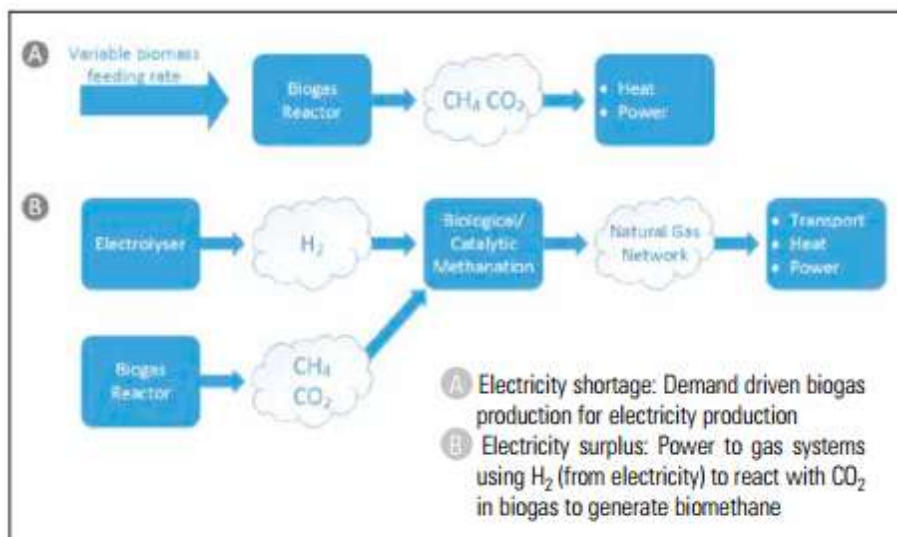 A
Variable biomass
feeding rate
Biogas
Reactor
CH₄ CO₂
• Heat
• Power
B
Electrolyser
H₂
Biological/
Catalytic
Methanation
Natural Gas
Network
• Transport
• Heat
• Power
Biogas
Reactor
CH₄
CO₂
A Electricity shortage: Demand driven biogas
production for electricity production
B Electricity surplus: Power to gas systems
using H₂ (from electricity) to react with CO₂
in biogas to generate biomethane